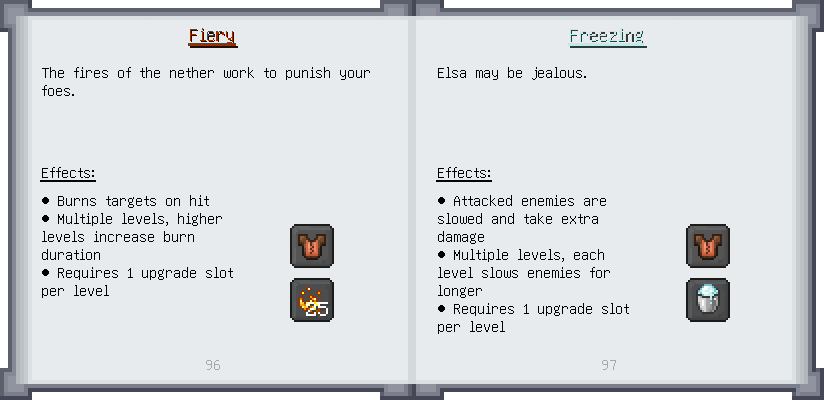 Fiery
The fires of the nether work to punish your
foes.
Effects:
• Burns targets on hit
• Multiple levels, higher
levels increase burn
duration
• Requires 1 upgrade slot
per level
25
96
Freezing
Elsa may be jealous.
Effects:
• Attacked enemies are
slowed and take extra
damage
• Multiple levels, each
level slows enemies for
longer
• Requires 1 upgrade slot
per level
97